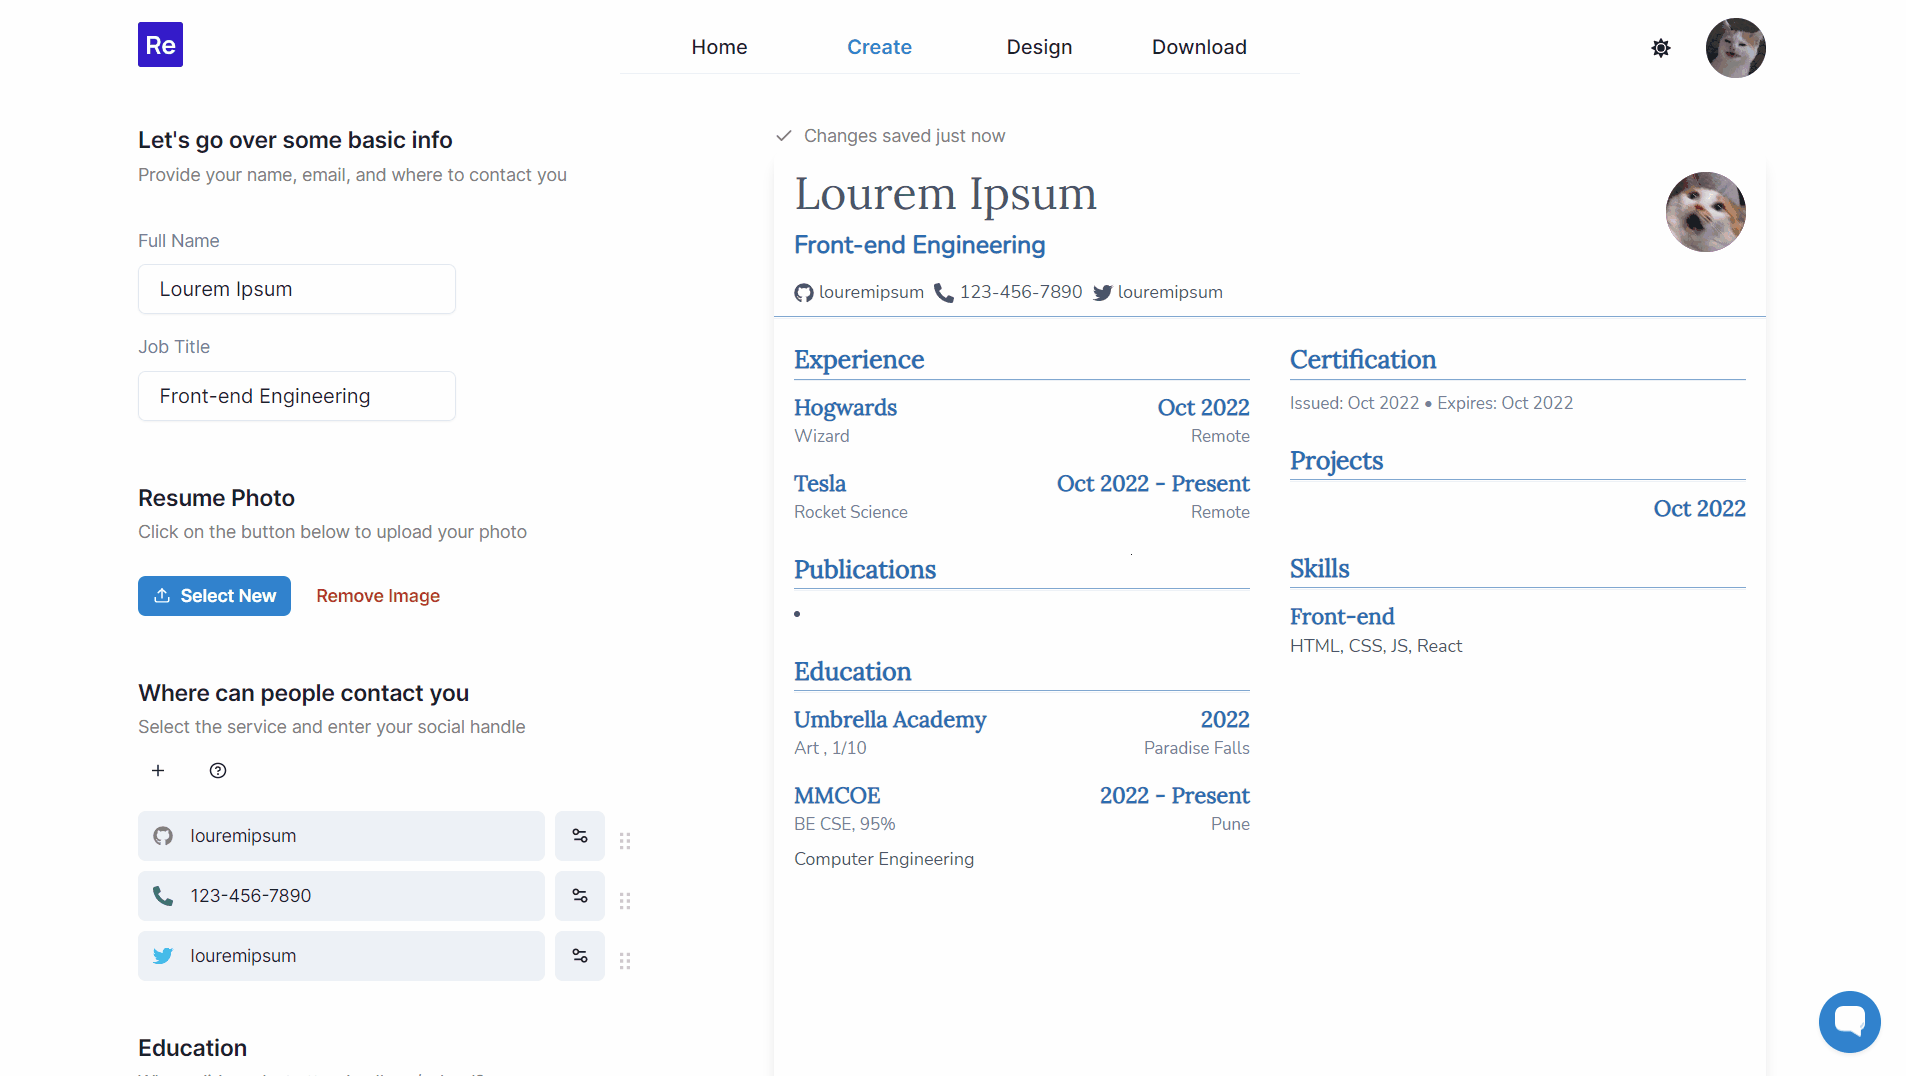 Re
Home
Create
Design
Download
Let's go over some basic info
Provide your name, email, and where to contact you
Full Name
Lourem Ipsum
Job Title
Front-end Engineering
Resume Photo
Click on the button below to upload your photo
Select New
Remove Image
Where can people contact you
Select the service and enter your social handle
louremipsum
123-456-7890
louremipsum
Education
Changes saved just now
Lourem Ipsum
Front-end Engineering
louremipsum 123-456-7890 louremipsum
Experience
Hogwards Oct 2022
Wizard Remote
Tesla Oct 2022 - Present
Rocket Science Remote
Publications
•
Education
Umbrella Academy 2022
Art , 1/10 Paradise Falls
MMCOE 2022 - Present
BE CSE, 95% Pune
Computer Engineering
Certification
Issued: Oct 2022 • Expires: Oct 2022
Projects
Oct 2022
Skills
Front-end
HTML, CSS, JS, React